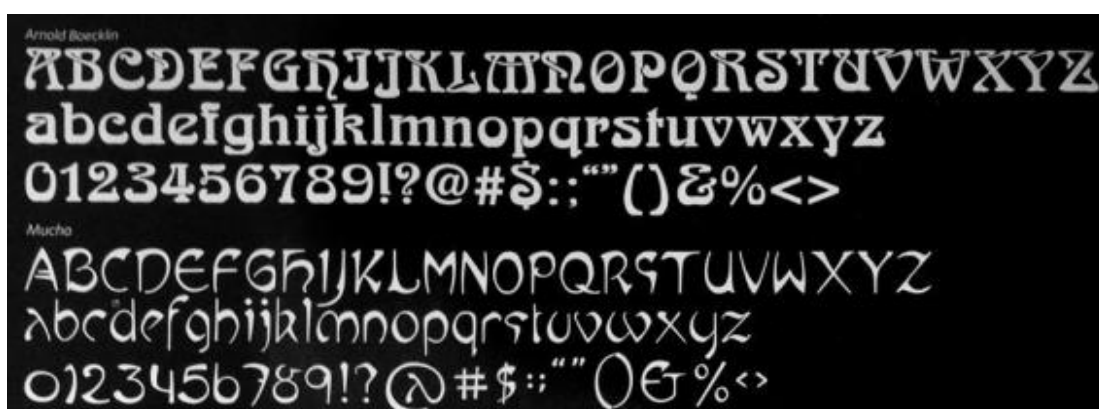 Arnold Boecklin
ABCDEFGHIJKLMNOPQRSTUVWXYZ
abcdefghijklmnopqrstuvwxyz
0123456789!?@#$:;“”()&%<>
Mucha
ABCDEFGHIJKLMNOPQRSTUVWXYZ
abcdefghijklmnopqrstuvwxyz
0123456789!?@#$:;“”()&%<>